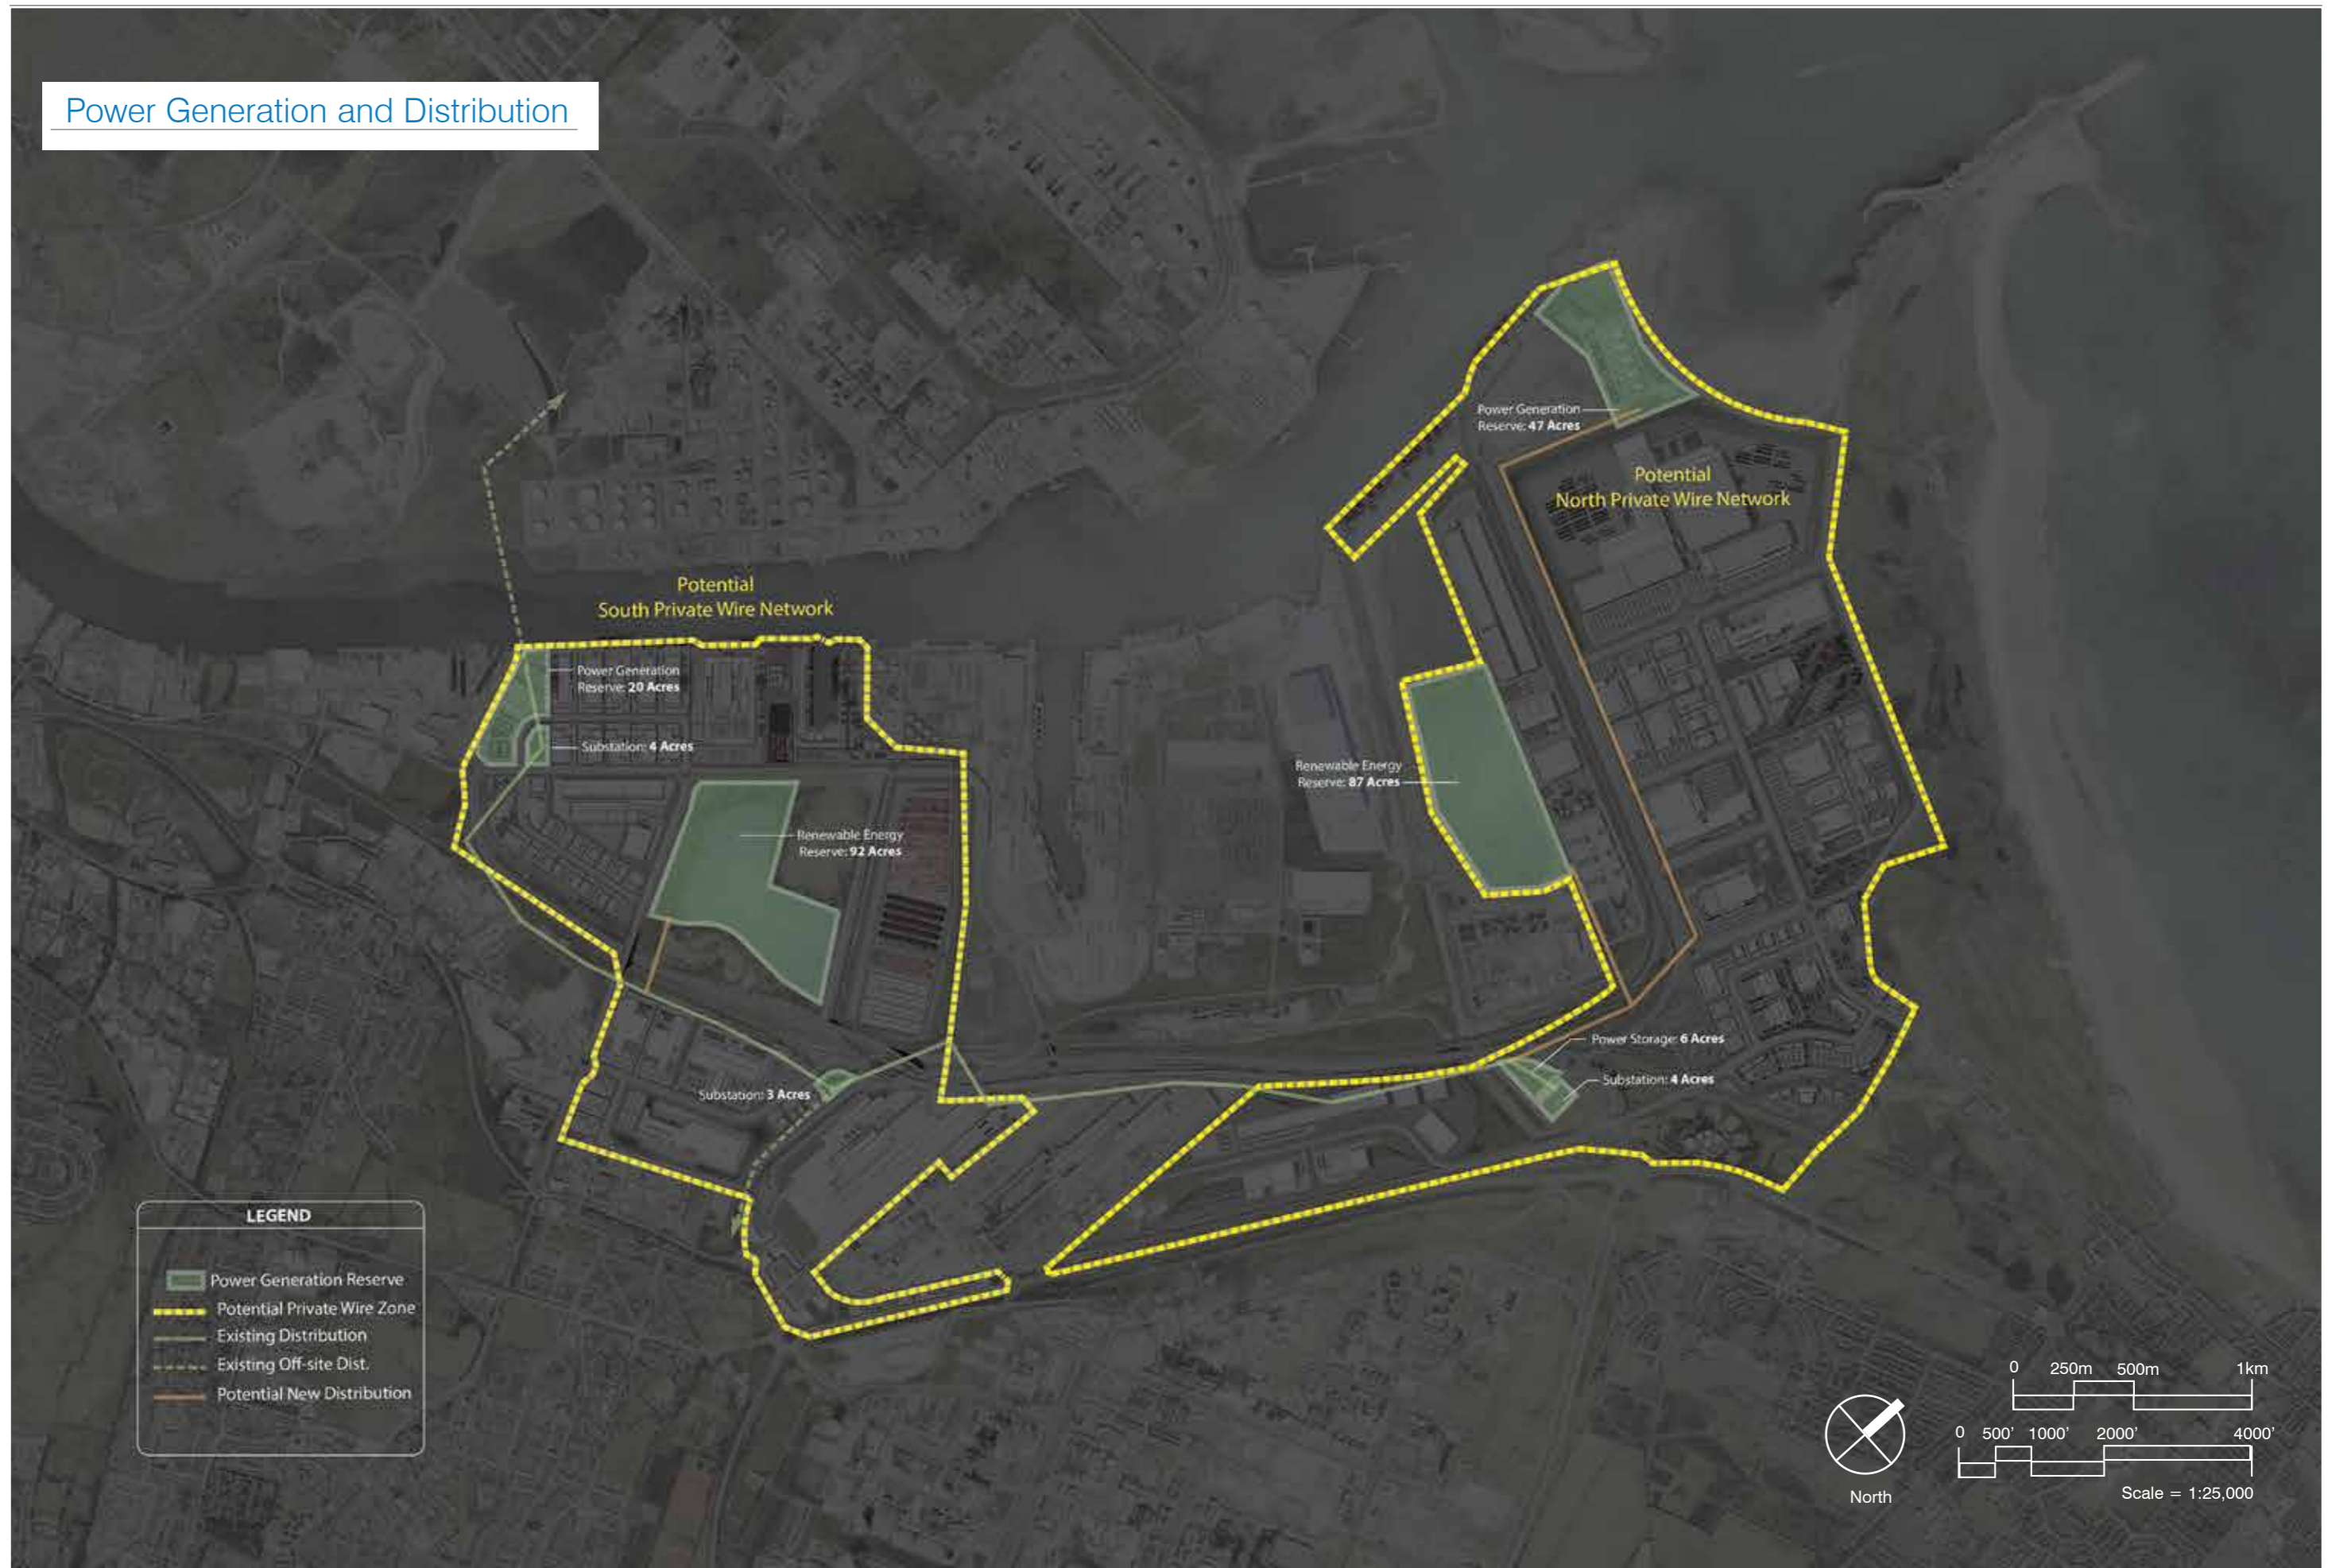 Power Generation and Distribution
Power Generation
Reserve: 47 Acres
Potential
North Private Wire Network
Potential
South Private Wire Network
Power Generation
Reserve: 20 Acres
Substation: 4 Acres
Renewable Energy
Reserve: 87 Acres
Renewable Energy
Reserve: 92 Acres
Power Storage: 6 Acres
Substation: 4 Acres
Substation: 3 Acres
LEGEND
Power Generation Reserve
Potential Private Wire Zone
Existing Distribution
Existing Off-site Dist.
Potential New Distribution
0 250m 500m 1km
0 500' 1000' 2000' 4000'
North
Scale = 1:25,000